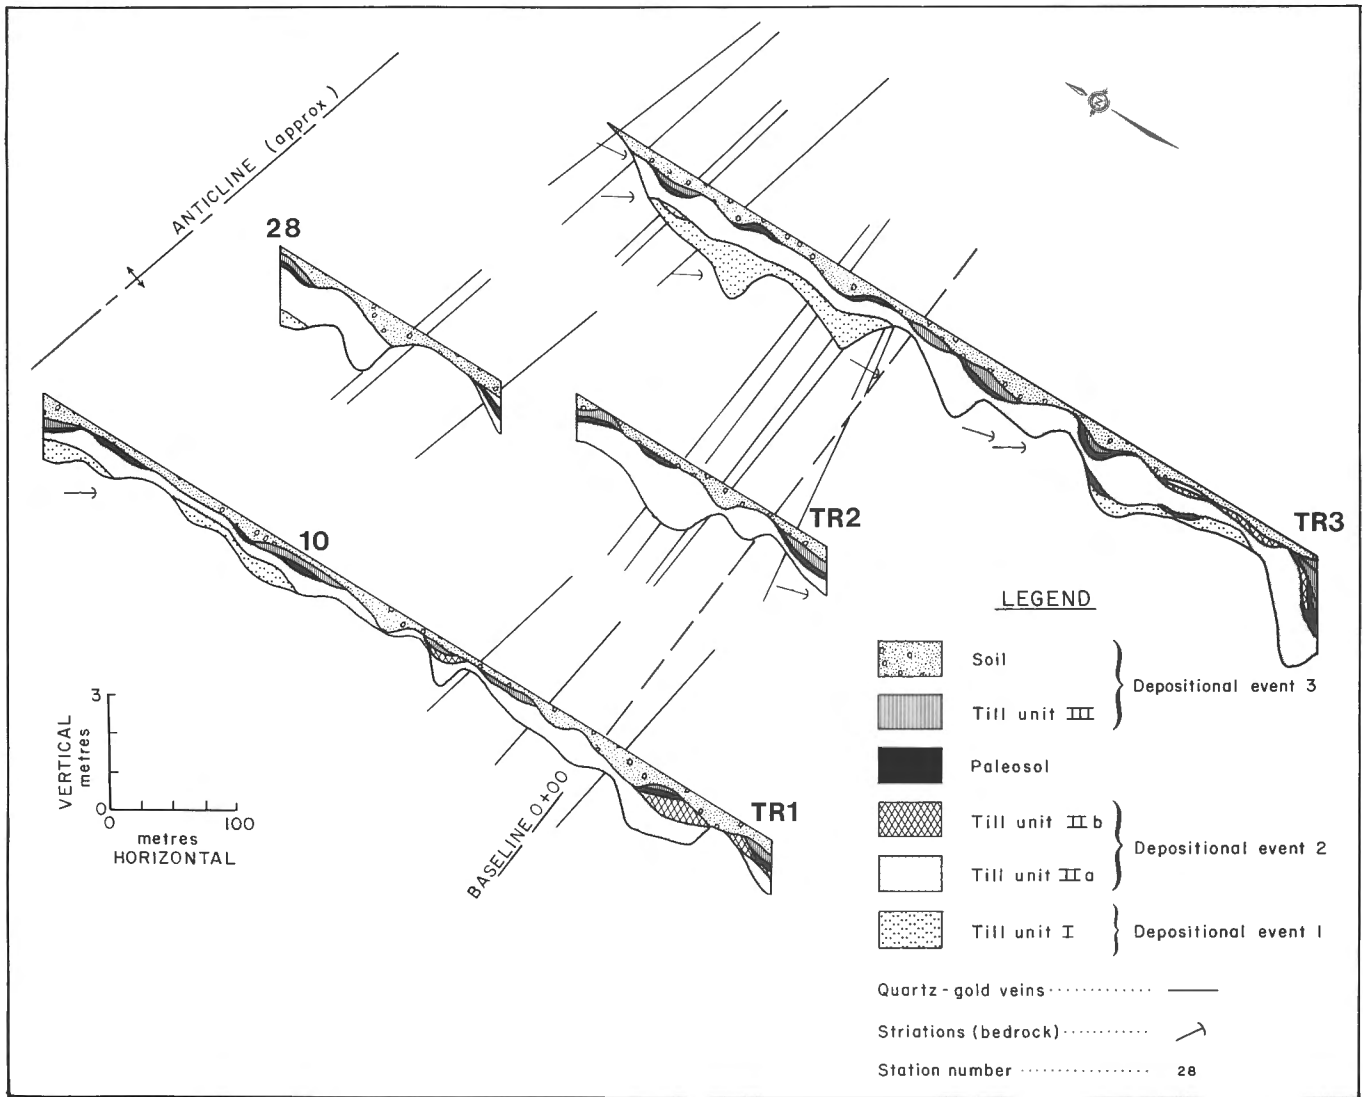 ANTICLINE (approx)
N
28
10
TR2
TR3
TR1
BASELINE 0+00
3
0
VERTICAL
metres
0 100
metres
HORIZONTAL
LEGEND
Soil
Till unit III
Depositional event 3
Paleosol
Till unit IIb
Till unit IIa
Depositional event 2
Till unit I
Depositional event 1
Quartz-gold veins
Striations (bedrock)
Station number 28